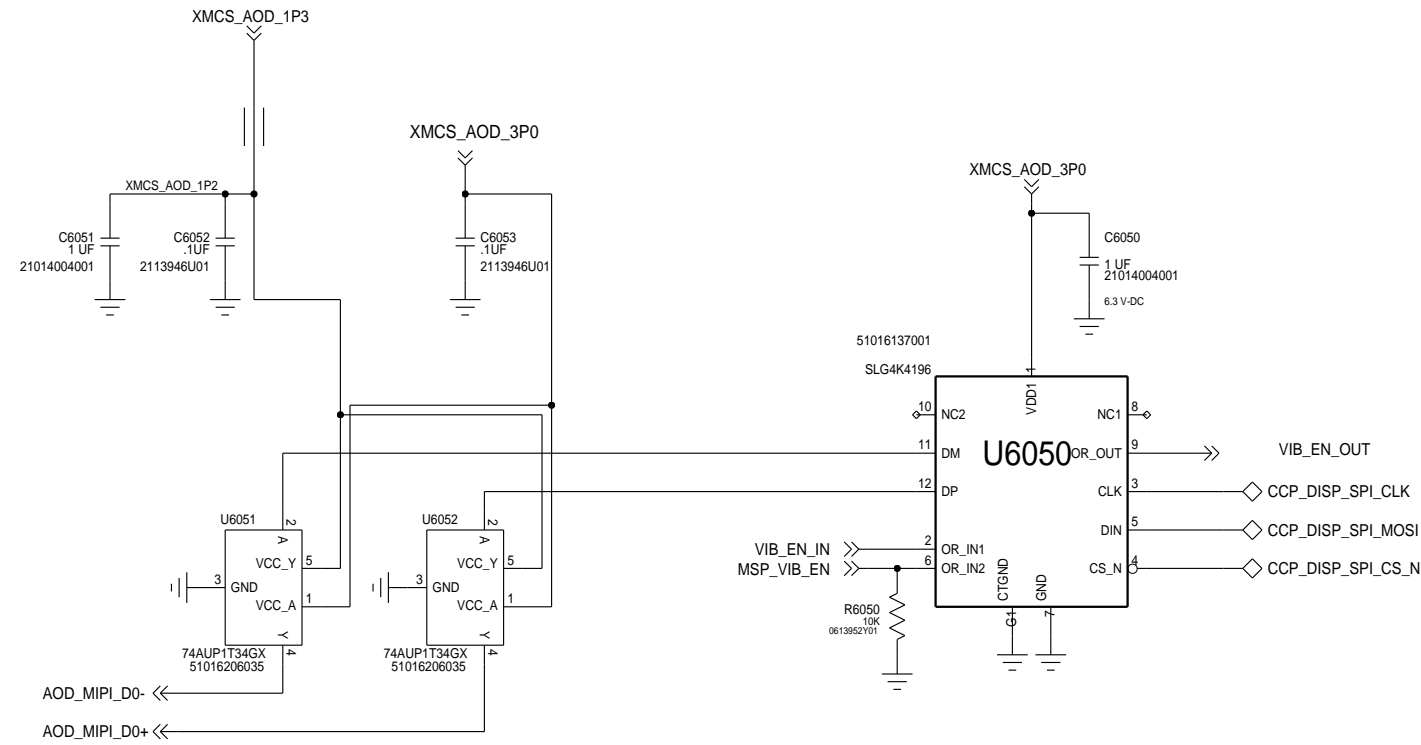 XMCS_AOD_1P3
XMCS_AOD_3P0
XMCS_AOD_3P0
XMCS_AOD_1P2
C6051
1 UF
21014004001
C6052
.1UF
2113946U01
C6053
.1UF
2113946U01
C6050
1 UF
21014004001
6.3 V-DC
51016137001
SLG4K4196
1
VDD1
10
NC2
NC1
8
11
DM
U6050
OR_OUT
9
VIB_EN_OUT
12
DP
CLK
3
CCP_DISP_SPI_CLK
DIN
5
CCP_DISP_SPI_MOSI
VIB_EN_IN
2
OR_IN1
MSP_VIB_EN
6
OR_IN2
CS_N
4
CCP_DISP_SPI_CS_N
CTGND
GND
G1
7
R6050
10K
0613952Y01
U6051
2
A
VCC_Y
5
3
GND
VCC_A
1
Y
4
74AUP1T34GX
51016206035
U6052
2
A
VCC_Y
5
3
GND
VCC_A
1
Y
4
74AUP1T34GX
51016206035
AOD_MIPI_D0-
AOD_MIPI_D0+